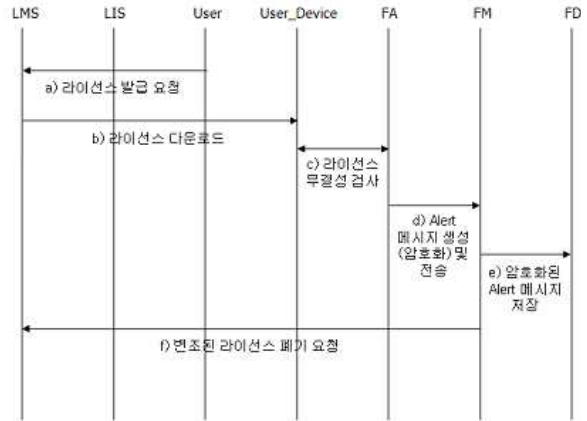 LMS LIS User User_Device FA FM FD
a) 라이선스 발급 요청
b) 라이선스 다운로드
c) 라이선스
무결성 검사
d) Alert
메시지 생성
(암호화) 및
전송
e) 암호화된
Alert 메시지
저장
f) 변조된 라이선스 폐기 요청